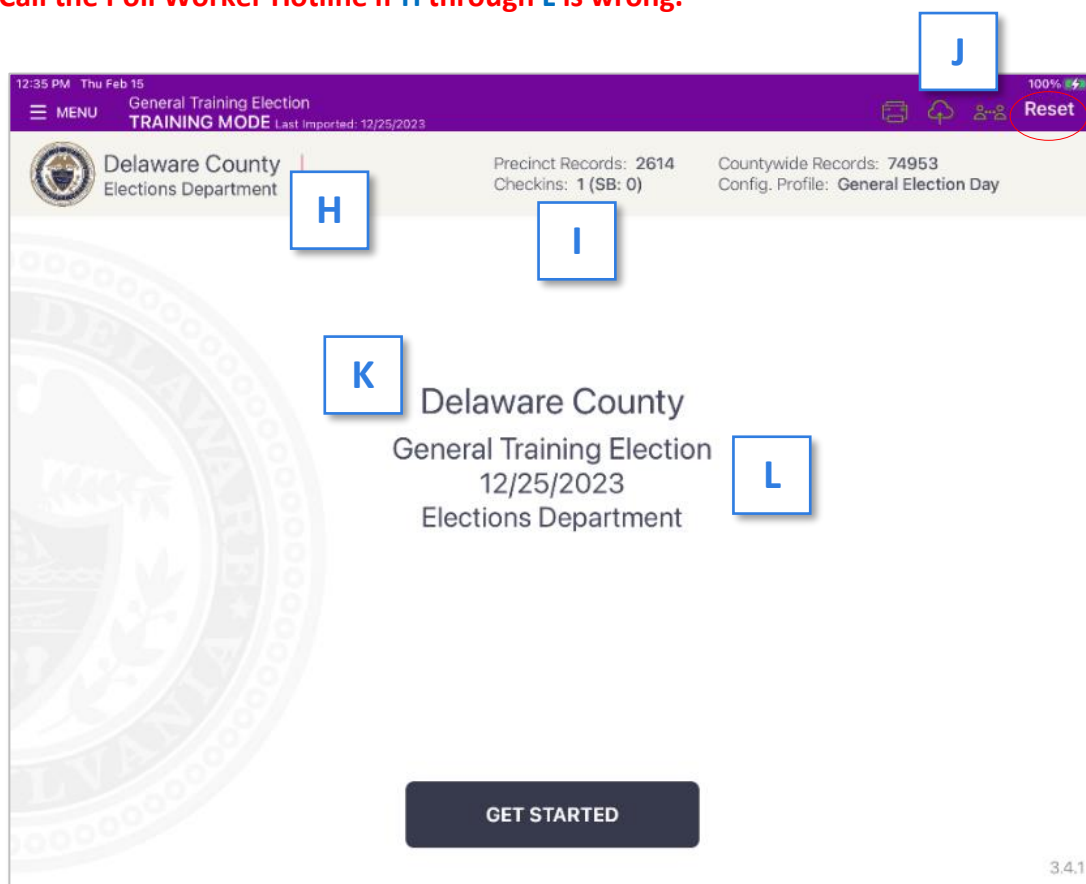 Call the Poll Worker Hotline if H through L is wrong.
J
12:35 PM Thu Feb 15
100%
MENU
General Training Election
TRAINING MODE Last Imported: 12/25/2023
Reset
Delaware County
Elections Department
H
Precinct Records: 2614
Checkins: 1 (SB: 0)
I
Countywide Records: 74953
Config. Profile: General Election Day
K
Delaware County
General Training Election
12/25/2023
Elections Department
L
DELAWARE
GET STARTED
3.4.1